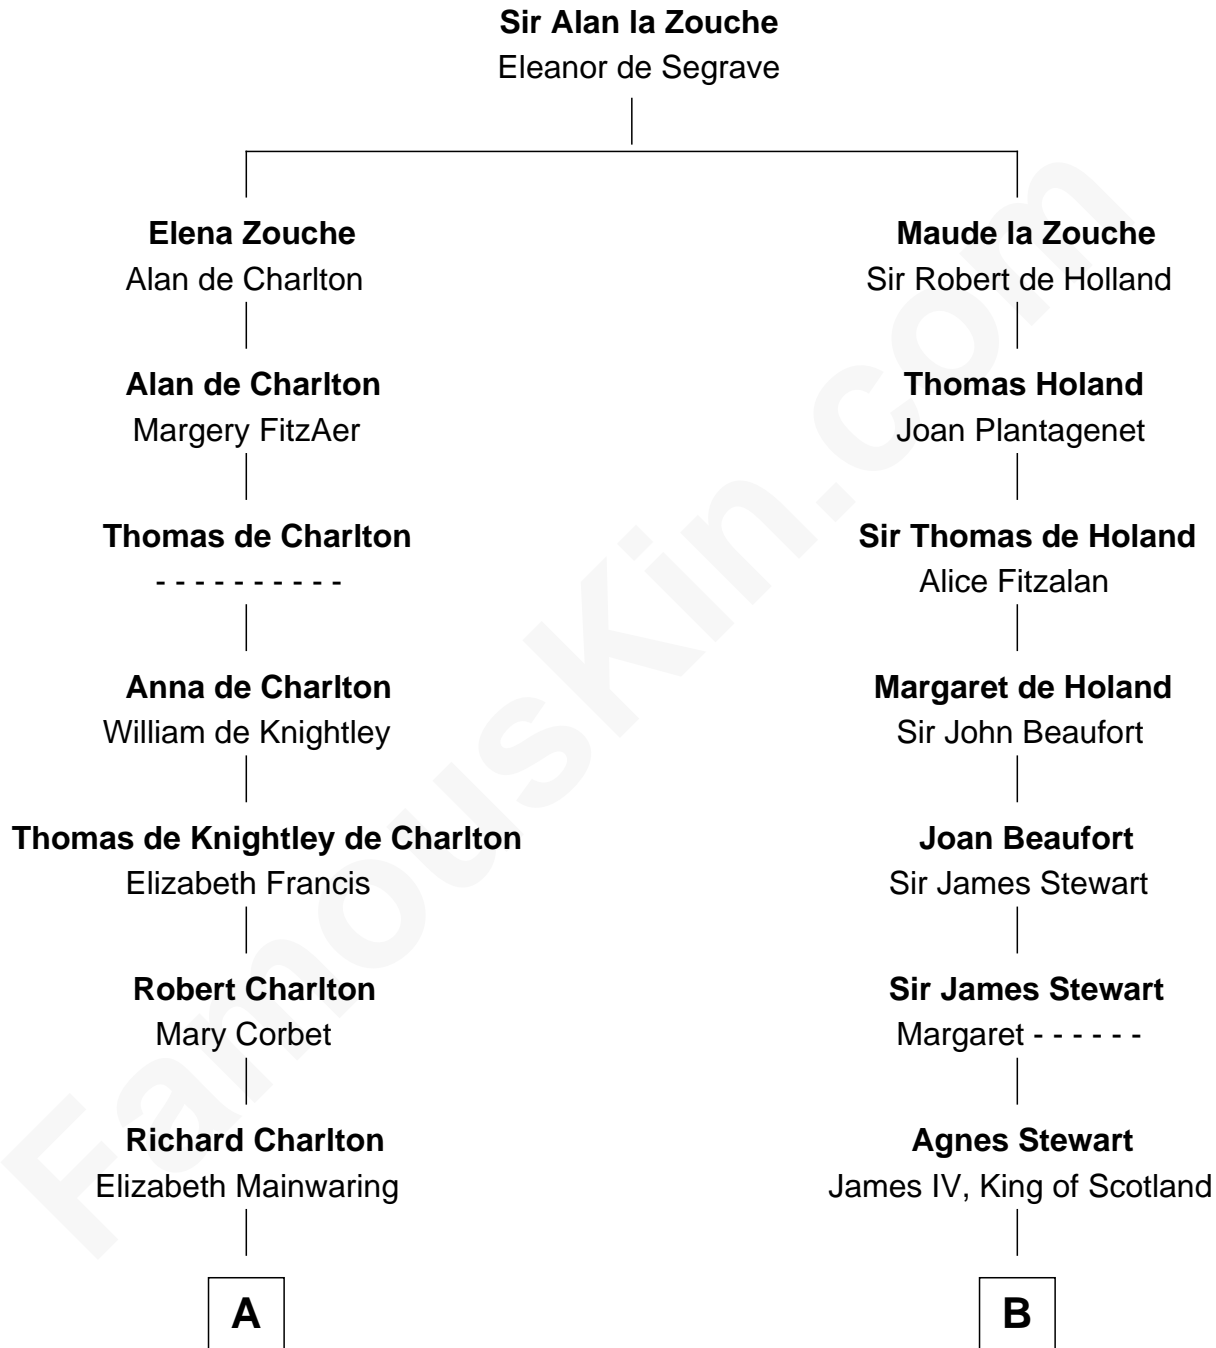 Sir Alan la Zouche
Eleanor de Segrave
Elena Zouche
Alan de Charlton
Maude la Zouche
Sir Robert de Holland
Alan de Charlton
Margery FitzAer
Thomas Holand
Joan Plantagenet
Thomas de Charlton
- - - - - - - - - -
Sir Thomas de Holand
Alice Fitzalan
Anna de Charlton
William de Knightley
Margaret de Holand
Sir John Beaufort
Thomas de Knightley de Charlton
Elizabeth Francis
Joan Beaufort
Sir James Stewart
Robert Charlton
Mary Corbet
Sir James Stewart
Margaret - - - - - -
Richard Charlton
Elizabeth Mainwaring
Agnes Stewart
James IV, King of Scotland
A
B
FamousKin.com